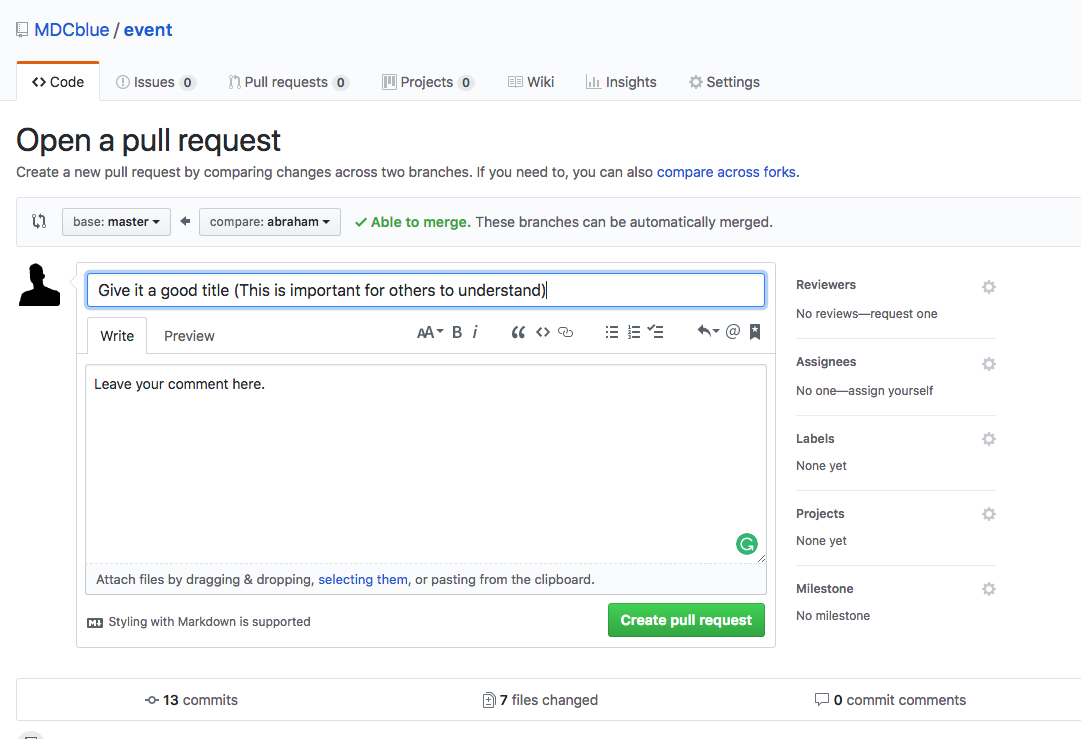 MDCblue / event
Code Issues 0 Pull requests 0 Projects 0 Wiki Insights Settings
Open a pull request
Create a new pull request by comparing changes across two branches. If you need to, you can also compare across forks.
base: master compare: abraham Able to merge. These branches can be automatically merged.
Give it a good title (This is important for others to understand)
Write Preview AA B i
Leave your comment here.
Attach files by dragging & dropping, selecting them, or pasting from the clipboard.
Styling with Markdown is supported
Create pull request
Reviewers
No reviews—request one
Assignees
No one—assign yourself
Labels
None yet
Projects
None yet
Milestone
No milestone
13 commits 7 files changed 0 commit comments